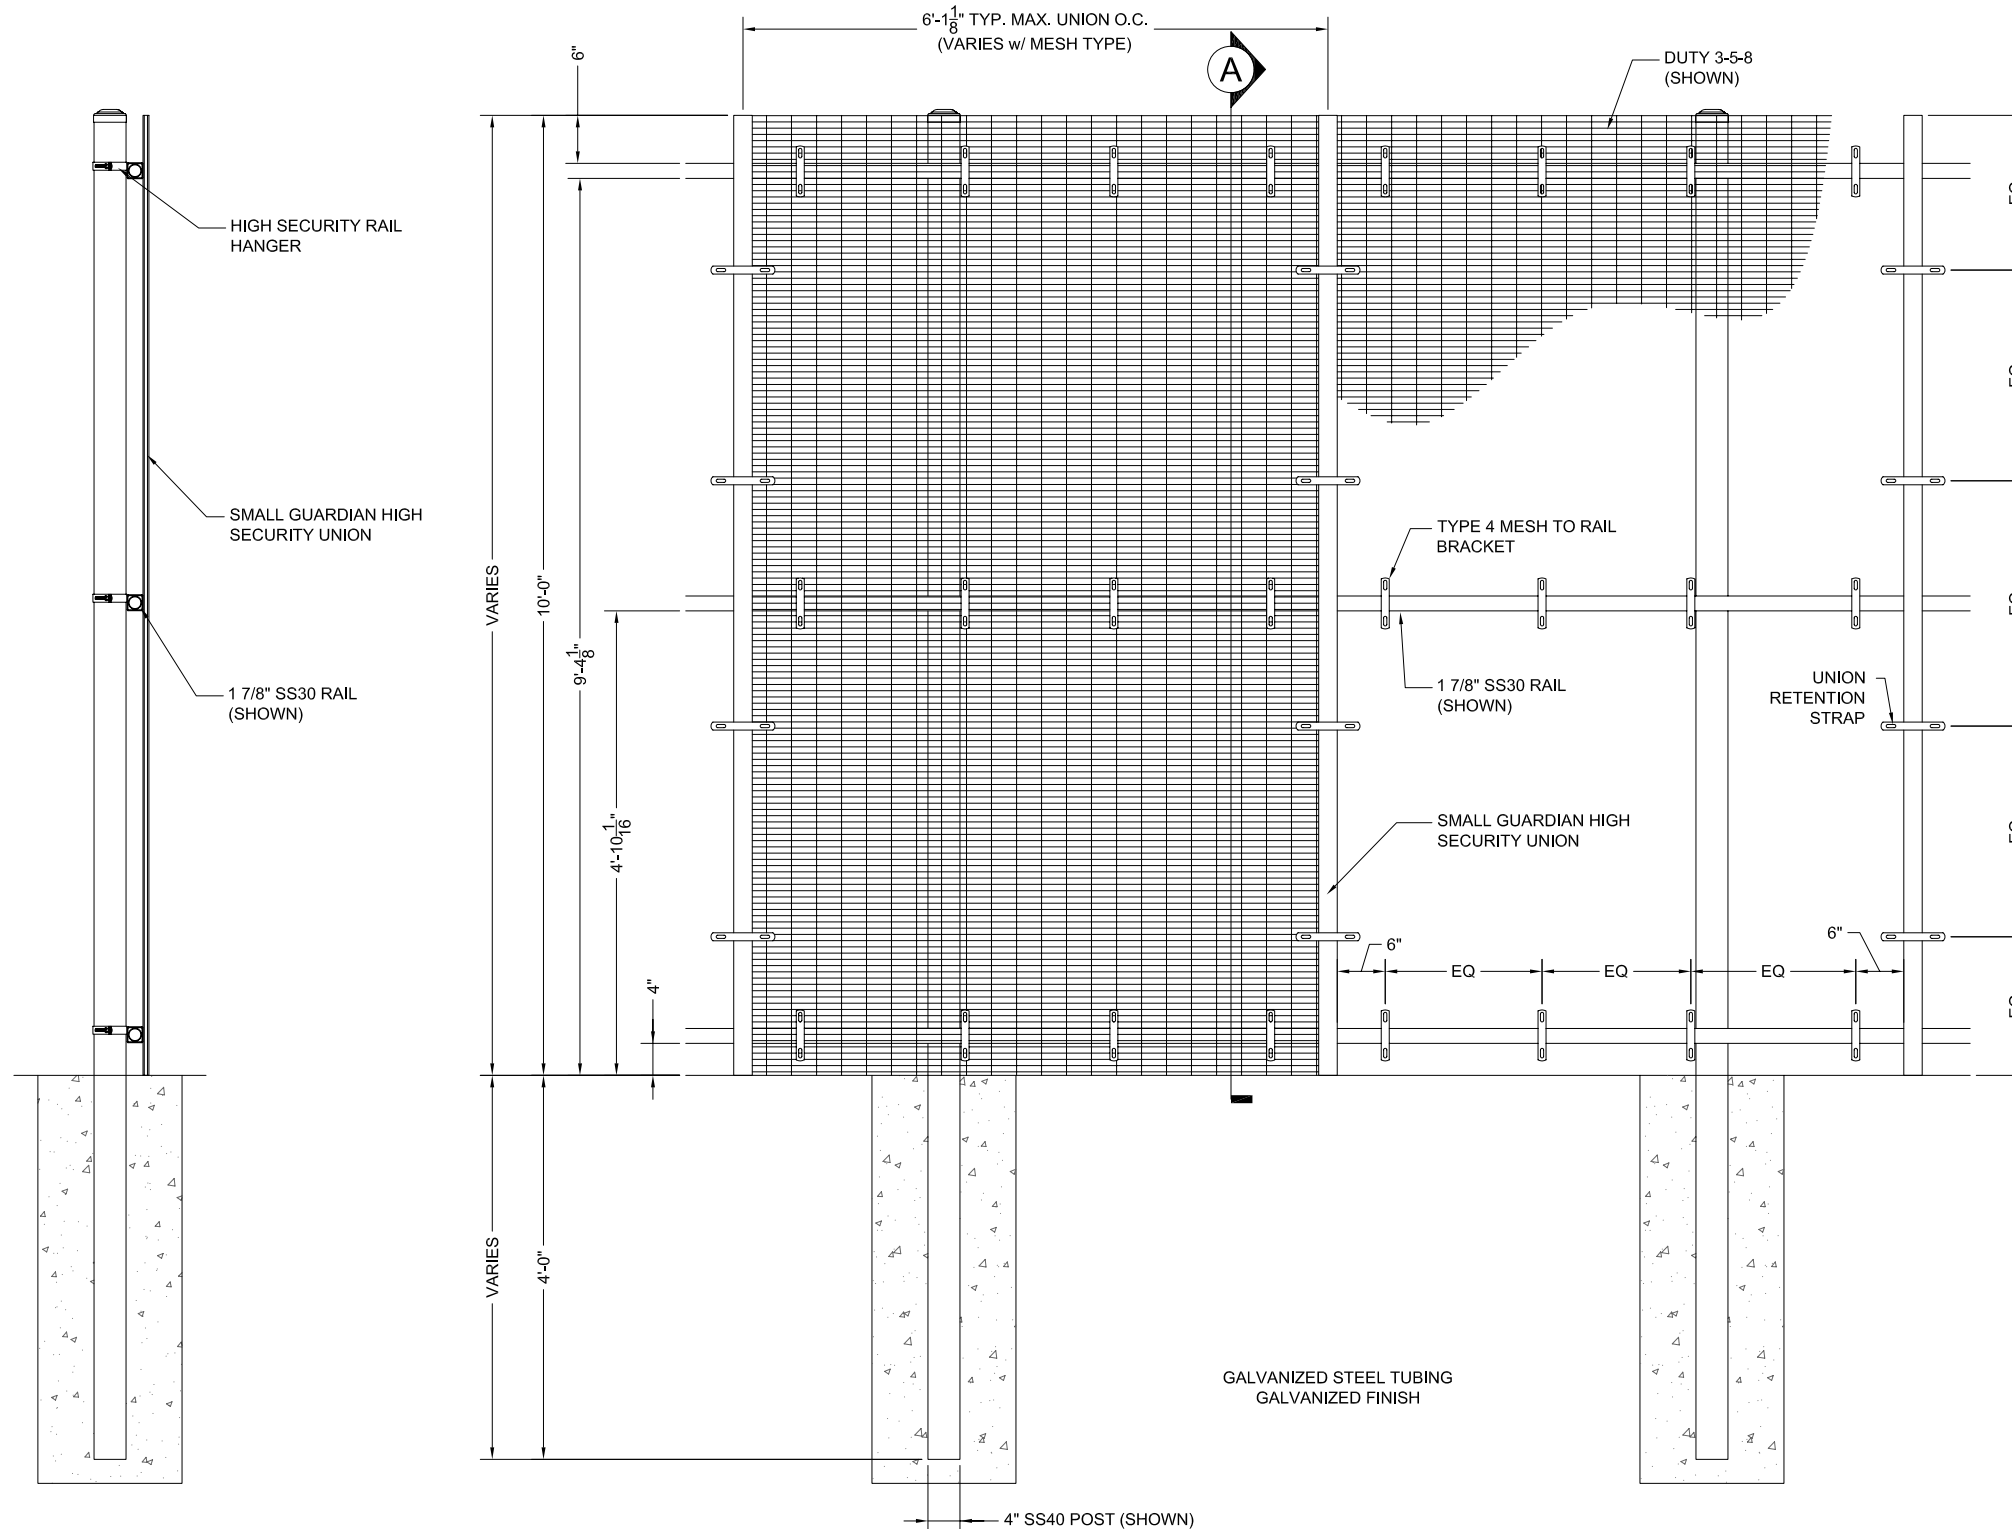 6'-1 1/8" TYP. MAX. UNION O.C.
(VARIES w/ MESH TYPE)
6"
A
DUTY 3-5-8
(SHOWN)
HIGH SECURITY RAIL
HANGER
SMALL GUARDIAN HIGH
SECURITY UNION
1 7/8" SS30 RAIL
(SHOWN)
VARIES
10'-0"
9'-4 1/8"
4'-10 1/16"
4"
TYPE 4 MESH TO RAIL
BRACKET
1 7/8" SS30 RAIL
(SHOWN)
UNION
RETENTION
STRAP
SMALL GUARDIAN HIGH
SECURITY UNION
6"
EQ
EQ
EQ
6"
VARIES
4'-0"
GALVANIZED STEEL TUBING
GALVANIZED FINISH
4" SS40 POST (SHOWN)